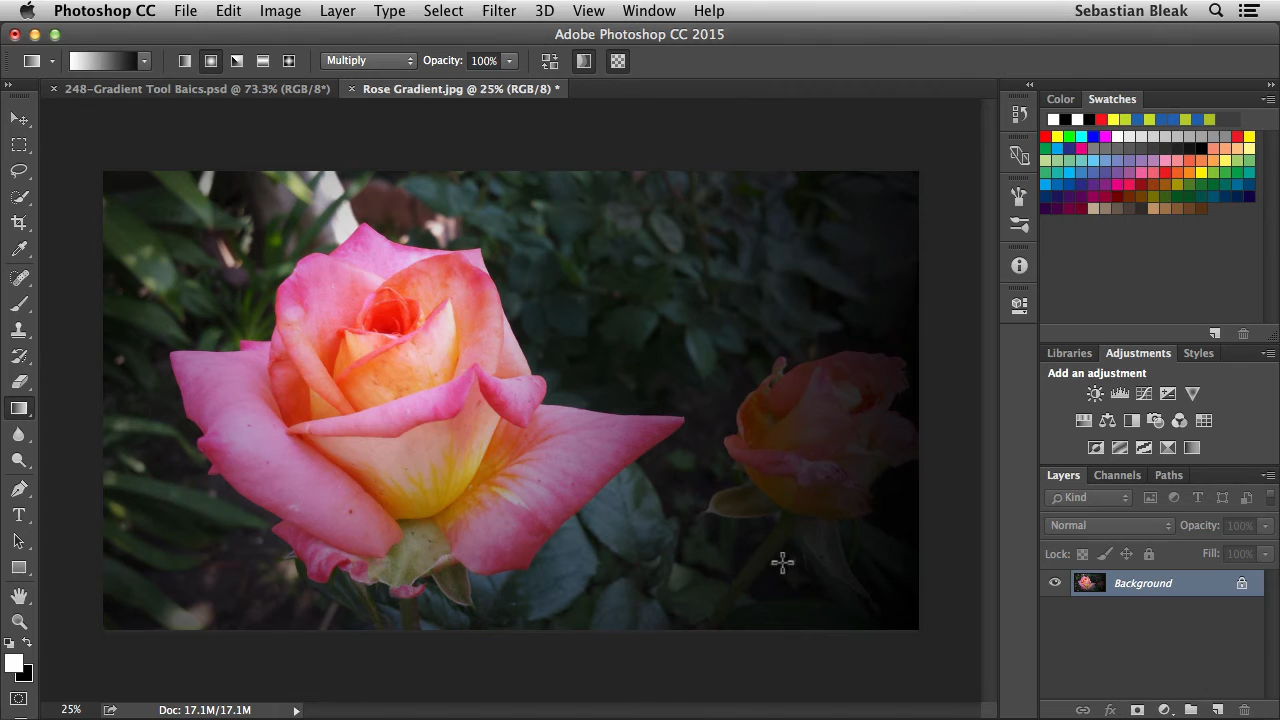 Photoshop CC File Edit Image Layer Type Select Filter 3D View Window Help Sebastian Bleak
Adobe Photoshop CC 2015
Multiply Opacity: 100%
× 248-Gradient Tool Baics.psd @ 73.3% (RGB/8*) × Rose Gradient.jpg @ 25% (RGB/8) *
Color Swatches
Libraries Adjustments Styles
Add an adjustment
Layers Channels Paths
Kind
Normal Opacity: 100%
Lock: Fill: 100%
Background
25% Doc: 17.1M/17.1M